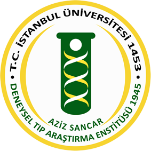 T.C. İSTANBUL ÜNİVERSİTESİ 1453
AZİZ SANCAR
DENEYSEL TIP ARAŞTIRMA ENSTİTÜSÜ 1945